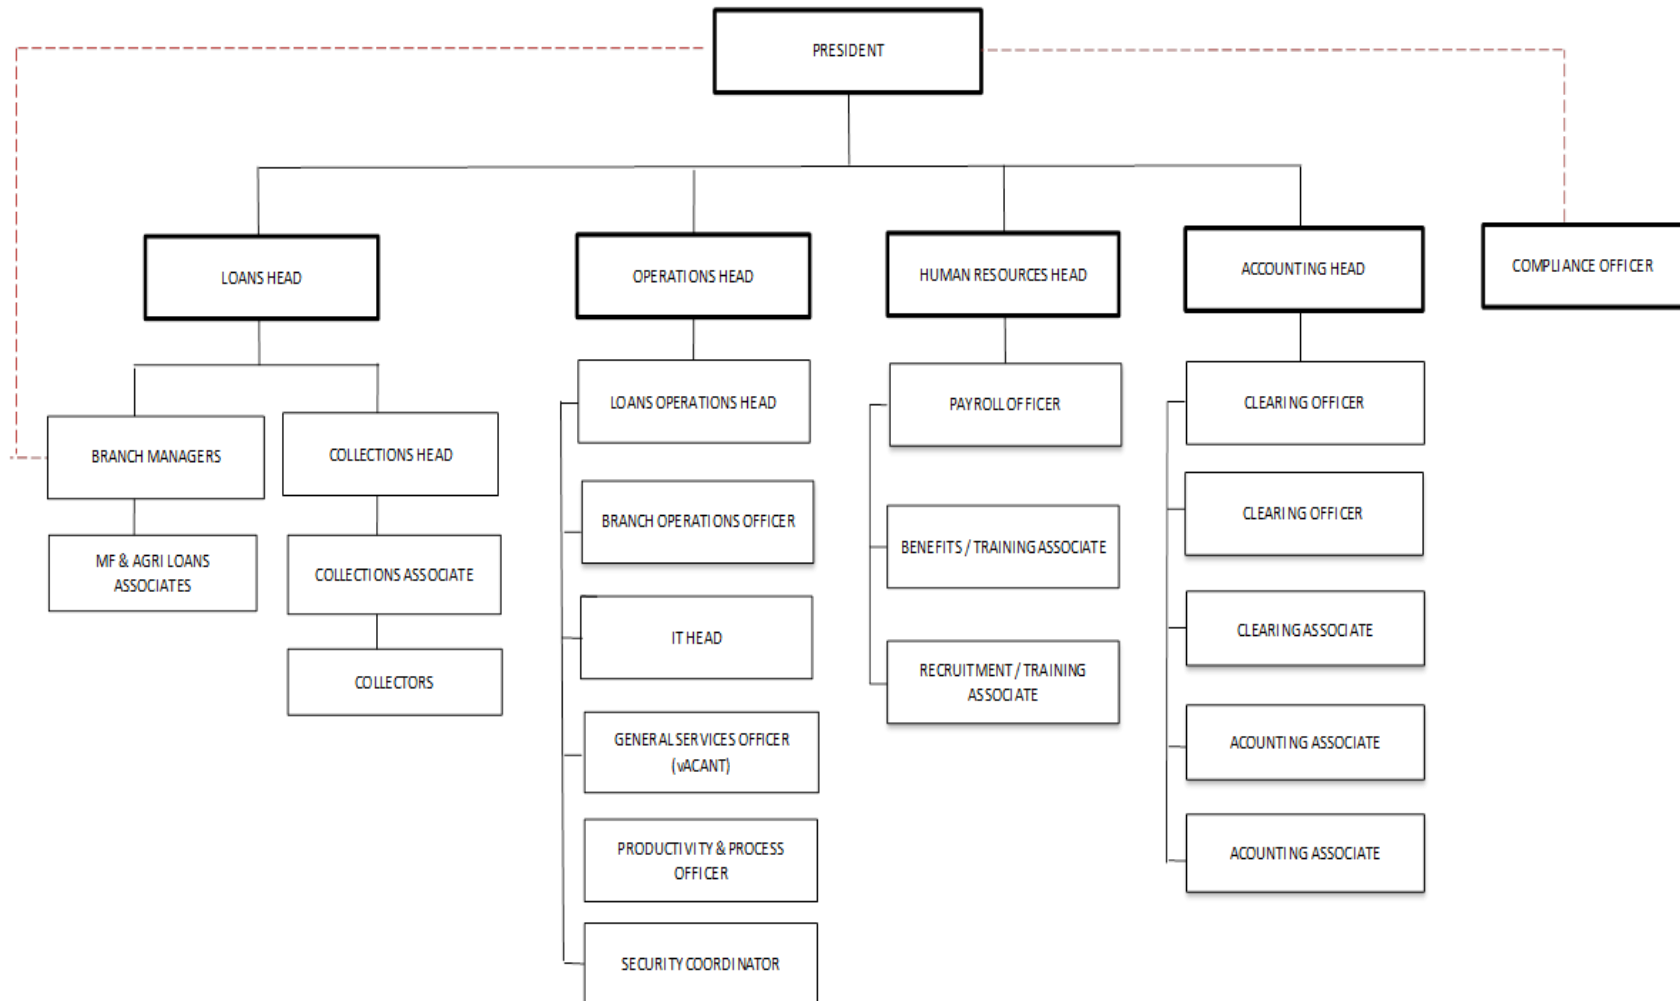 PRESIDENT
LOANS HEAD
OPERATIONS HEAD
HUMAN RESOURCES HEAD
ACCOUNTING HEAD
COMPLIANCE OFFICER
BRANCH MANAGERS
COLLECTIONS HEAD
MF & AGRI LOANS
ASSOCIATES
COLLECTIONS ASSOCIATE
COLLECTORS
LOANS OPERATIONS HEAD
BRANCH OPERATIONS OFFICER
IT HEAD
GENERAL SERVICES OFFICER
(vACANT)
PRODUCTIVITY & PROCESS
OFFICER
SECURITY COORDINATOR
PAYROLL OFFICER
BENEFITS / TRAINING ASSOCIATE
RECRUITMENT / TRAINING
ASSOCIATE
CLEARING OFFICER
CLEARING OFFICER
CLEARING ASSOCIATE
ACOUNTING ASSOCIATE
ACOUNTING ASSOCIATE